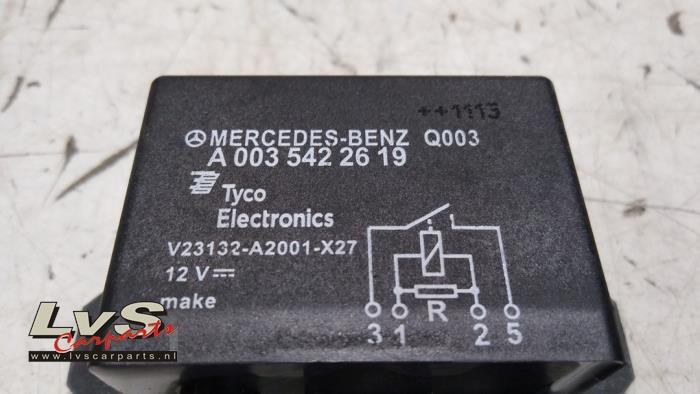 ++1113
MERCEDES-BENZ Q003
A 003 542 26 19
Tyco
Electronics
V23132-A2001-X27
12 V
make
R
3 1 2 5
LvS
Carparts
www.lvscarparts.nl